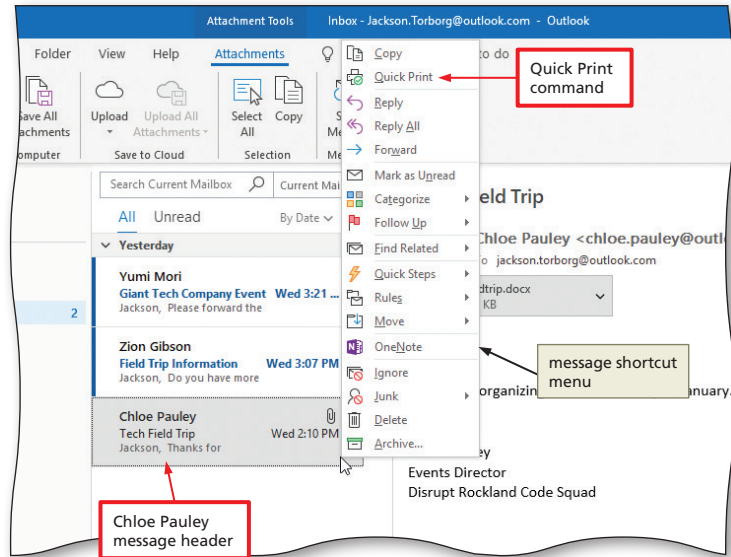 Attachment Tools Inbox - Jackson.Torborg@outlook.com - Outlook
Folder View Help Attachments to do
Save All
Attachments
Upload
Upload All
Attachments
Select
All
Copy
Computer Save to Cloud Selection
Search Current Mailbox Current Mai
All Unread By Date
2
Yesterday
Yumi Mori
Giant Tech Company Event Wed 3:21 ...
Jackson, Please forward the
Zion Gibson
Field Trip Information Wed 3:07 PM
Jackson, Do you have more
Chloe Pauley
Tech Field Trip Wed 2:10 PM
Jackson, Thanks for
Copy
Quick Print
Reply
Reply All
Forward
Mark as Unread
Categorize
Follow Up
Find Related
Quick Steps
Rules
Move
OneNote
Ignore
Junk
Delete
Archive...
eld Trip
Chloe Pauley <chloe.pauley@outl
o jackson.torborg@outlook.com
dtrip.docx
KB
organizin
anuary.
ey
Events Director
Disrupt Rockland Code Squad
Quick Print
command
message shortcut
menu
Chloe Pauley
message header